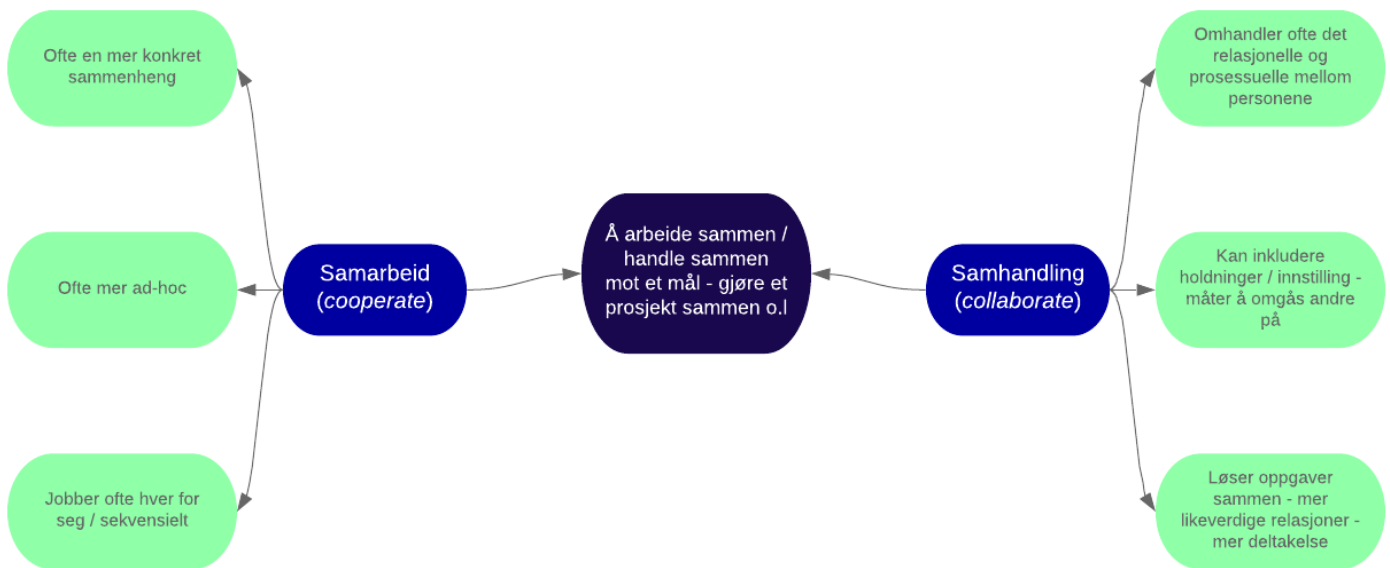 Ofte en mer konkret
sammenheng
Ofte mer ad-hoc
Jobber ofte hver for
seg / sekvensielt
Samarbeid
(cooperate)
Å arbeide sammen /
handle sammen
mot et mål - gjøre et
prosjekt sammen o.l
Samhandling
(collaborate)
Omhandler ofte det
relasjonelle og
prosessuelle mellom
personene
Kan inkludere
holdninger / innstilling -
måter å omgås andre
på
Løser oppgaver
sammen - mer
likeverdige relasjoner -
mer deltakelse